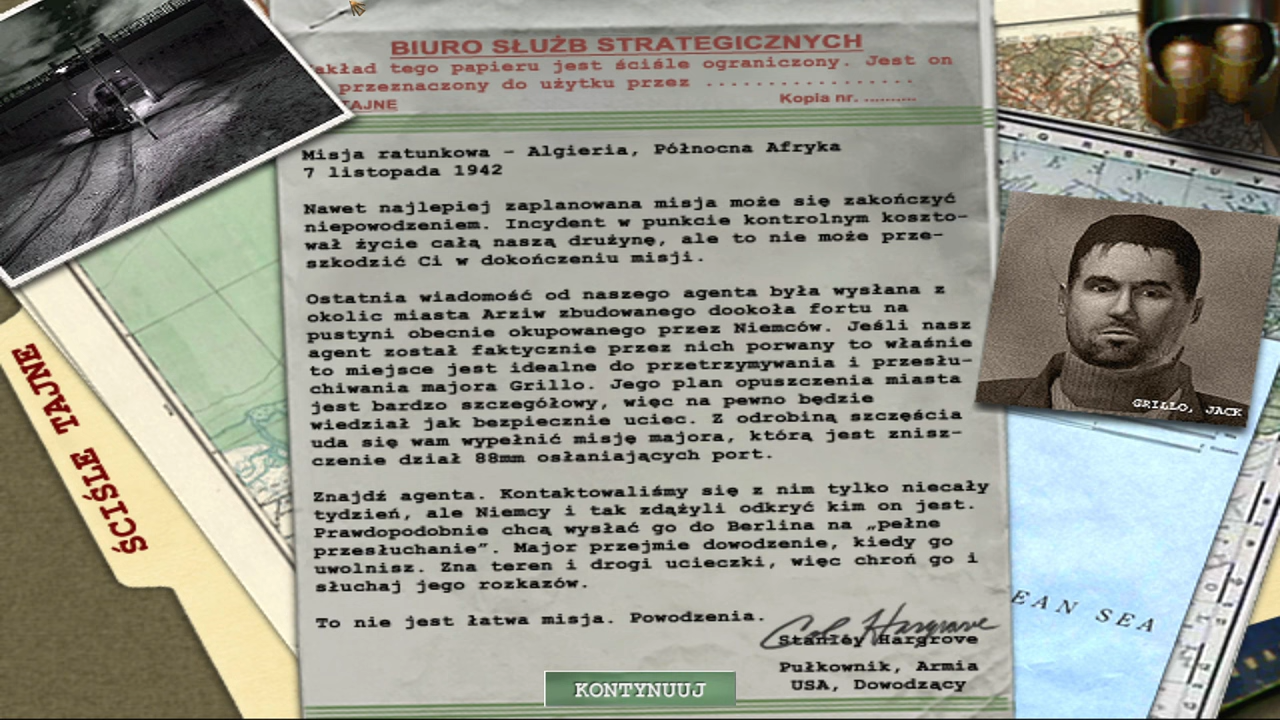 BIURO SŁUŻB STRATEGICZNYCH
akład tego papieru jest ściśle ograniczony. Jest on
przeznaczony do użytku przez ................
TAJNE
Kopia nr. ..........
Misja ratunkowa – Algieria, Północna Afryka
7 listopada 1942
Nawet najlepiej zaplanowana misja może się zakończyć
niepowodzeniem. Incydent w punkcie kontrolnym koszto-
wał życie całą naszą drużynę, ale to nie może prze-
szkodzić Ci w dokończeniu misji.
Ostatnia wiadomość od naszego agenta była wysłana z
okolic miasta Arziw zbudowanego dookoła fortu na
pustyni obecnie okupowanego przez Niemców. Jeśli nasz
agent został faktycznie przez nich porwany to właśnie
to miejsce jest idealne do przetrzymywania i przesłu-
chiwania majora Grillo. Jego plan opuszczenia miasta
jest bardzo szczegółowy, więc na pewno będzie
wiedział jak bezpiecznie uciec. Z odrobiną szczęścia
uda się wam wypełnić misję majora, którą jest znisz-
czenie dział 88mm osłaniających port.
Znajdź agenta. Kontaktowaliśmy się z nim tylko niecały
tydzień, ale Niemcy i tak zdążyli odkryć kim on jest.
Prawdopodobnie chcą wysłać go do Berlina na „pełne
przesłuchanie”. Major przejmie dowodzenie, kiedy go
uwolnisz. Zna teren i drogi ucieczki, więc chroń go i
słuchaj jego rozkazów.
To nie jest łatwa misja. Powodzenia.
Col. Hargrove
Stanley Hargrove
Pułkownik, Armia
USA, Dowodzący
KONTYNUUJ
ŚCIŚLE TAJNE
GRILLO, JACK
EAN SEA